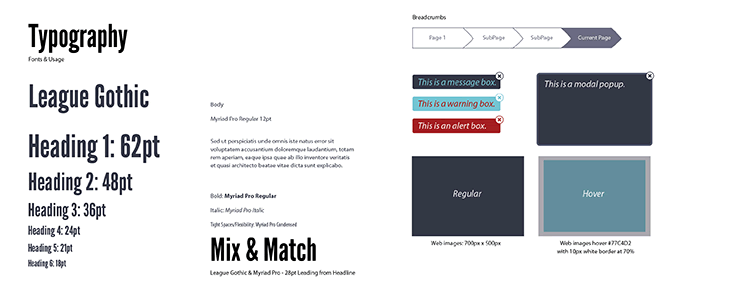 Typography
Fonts & Usage
League Gothic
Heading 1: 62pt
Heading 2: 48pt
Heading 3: 36pt
Heading 4: 24pt
Heading 5: 21pt
Heading 6: 18pt
Body
Myriad Pro Regular 12pt
Sed ut perspiciatis unde omnis iste natus error sit
voluptatem accusantium doloremque laudantium, totam
rem aperiam, eaque ipsa quae ab illo inventore veritatis
et quasi architecto beatae vitae dicta sunt explicabo.
Bold: Myriad Pro Regular
Italic: Myriad Pro Italic
Tight Spaces/Flexibility: Myriad Pro Condensed
Mix & Match
League Gothic & Myriad Pro - 28pt Leading from Headline
Breadcrumbs
Page 1
SubPage
SubPage
Current Page
This is a message box.
This is a warning box.
This is an alert box.
This is a modal popup.
Regular
Web images: 700px x 500px
Hover
Web images hover #77C4D2
with 10px white border at 70%